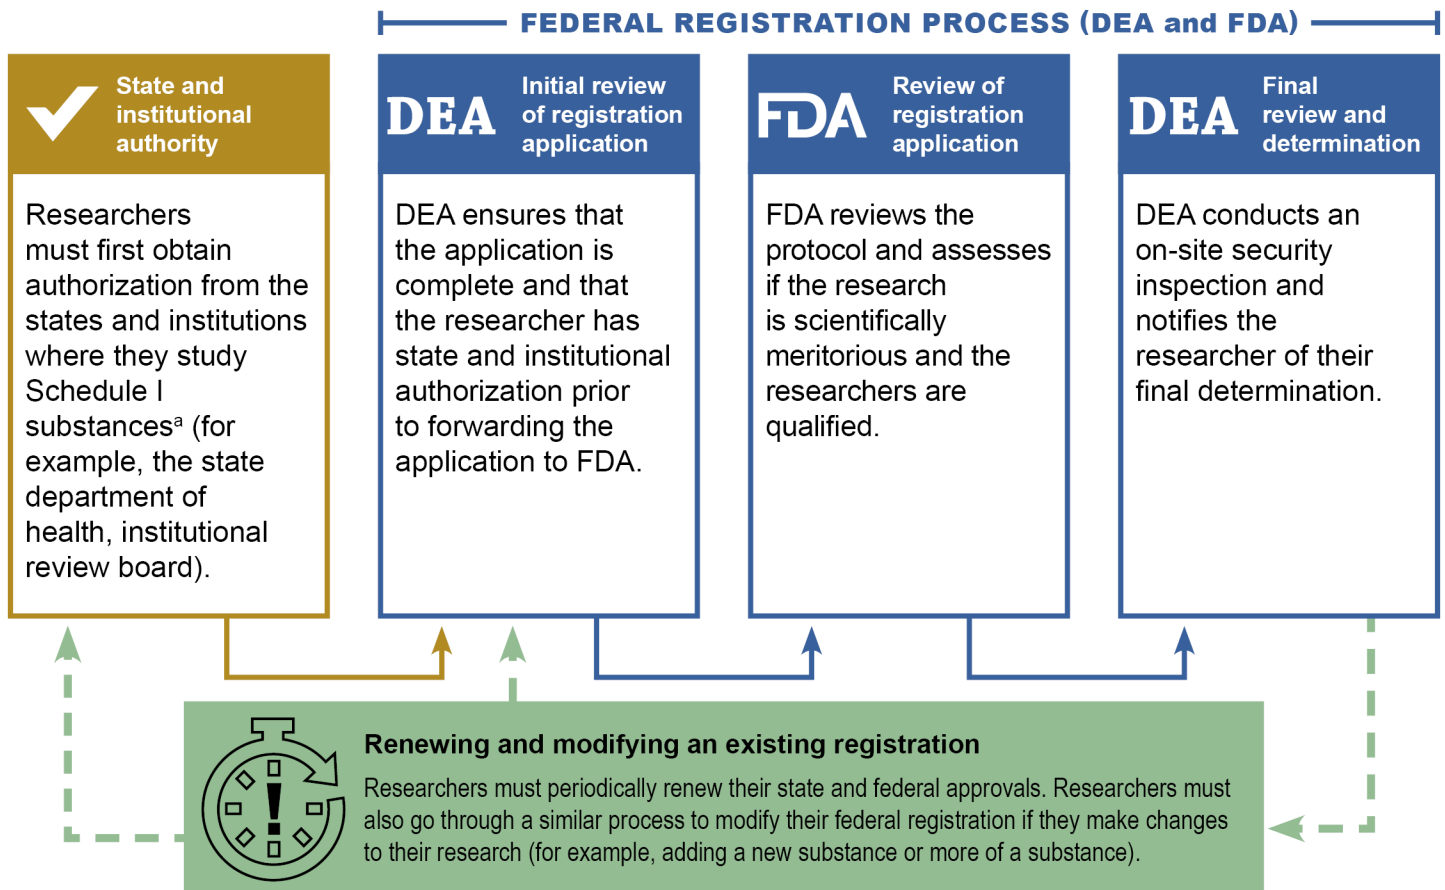 FEDERAL REGISTRATION PROCESS (DEA and FDA)
State and
institutional
authority
Researchers
must first obtain
authorization from the
states and institutions
where they study
Schedule I
substancesᵃ (for
example, the state
department of
health, institutional
review board).
DEA
Initial review
of registration
application
DEA ensures that
the application is
complete and that
the researcher has
state and institutional
authorization prior
to forwarding the
application to FDA.
FDA
Review of
registration
application
FDA reviews the
protocol and assesses
if the research
is scientifically
meritorious and the
researchers are
qualified.
DEA
Final
review and
determination
DEA conducts an
on-site security
inspection and
notifies the
researcher of their
final determination.
Renewing and modifying an existing registration
Researchers must periodically renew their state and federal approvals. Researchers must
also go through a similar process to modify their federal registration if they make changes
to their research (for example, adding a new substance or more of a substance).